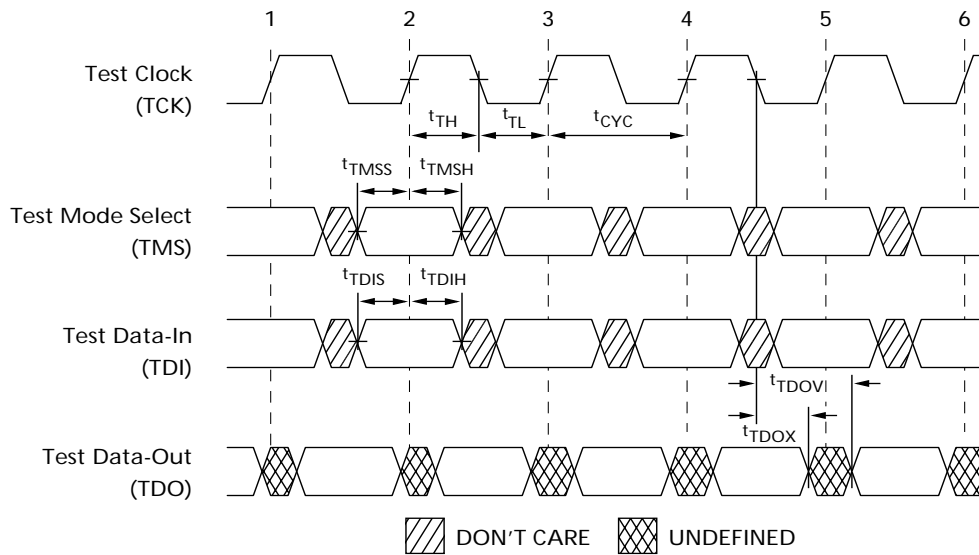 1 2 3 4 5 6
Test Clock
(TCK)
tTH tTL tCYC
tTMSS tTMSH
Test Mode Select
(TMS)
tTDIS tTDIH
Test Data-In
(TDI)
tTDOV
tTDOX
Test Data-Out
(TDO)
DON'T CARE UNDEFINED